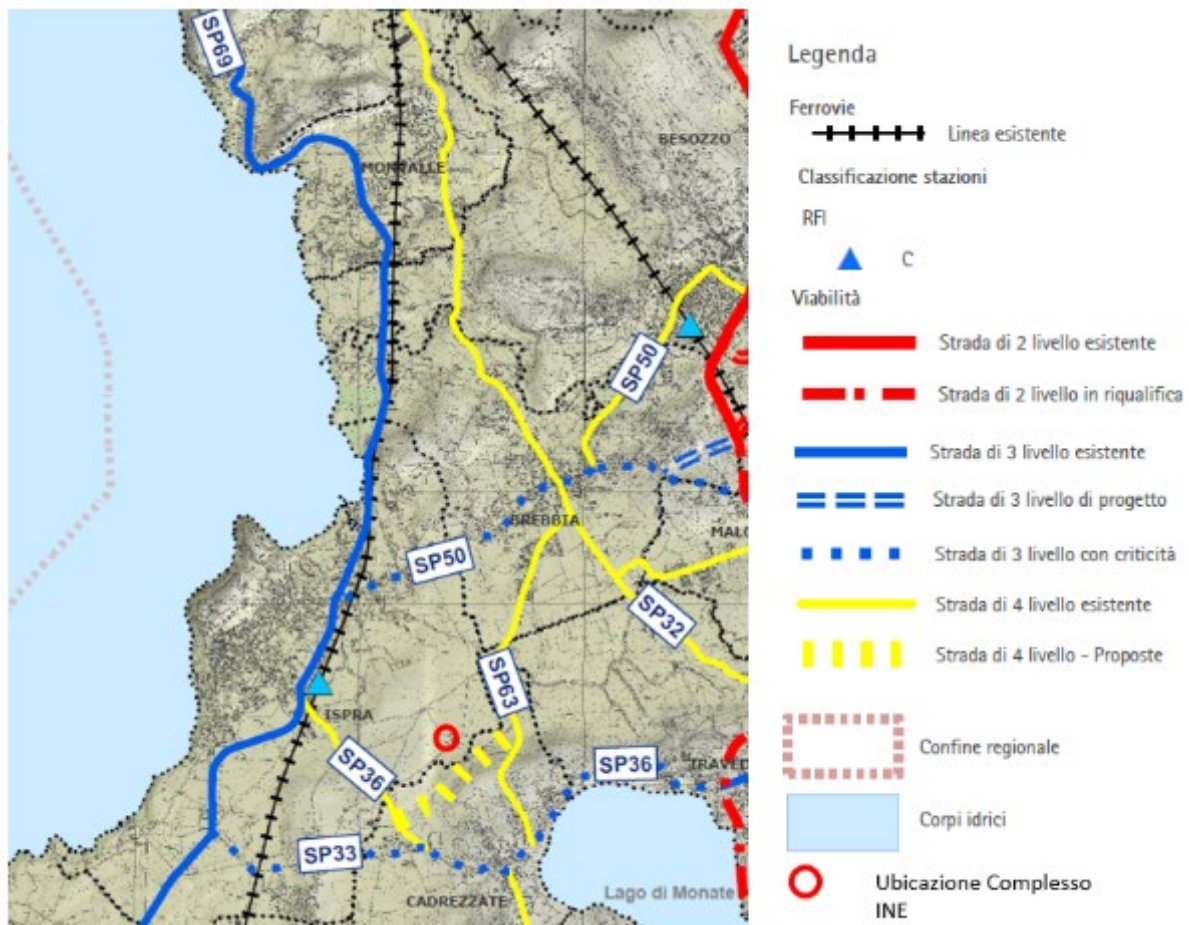 SP69
BESOZZO
MONVALLE
SP50
BREBBIA
MALG
SP50
SP32
SP63
ISPRA
SP36
SP36
TRAVED
SP33
CADREZZATE
Lago di Monate
Legenda
Ferrovie
Linea esistente
Classificazione stazioni
RFI
C
Viabilità
Strada di 2 livello esistente
Strada di 2 livello in riqualifica
Strada di 3 livello esistente
Strada di 3 livello di progetto
Strada di 3 livello con criticità
Strada di 4 livello esistente
Strada di 4 livello - Proposte
Confine regionale
Corpi idrici
Ubicazione Complesso
INE